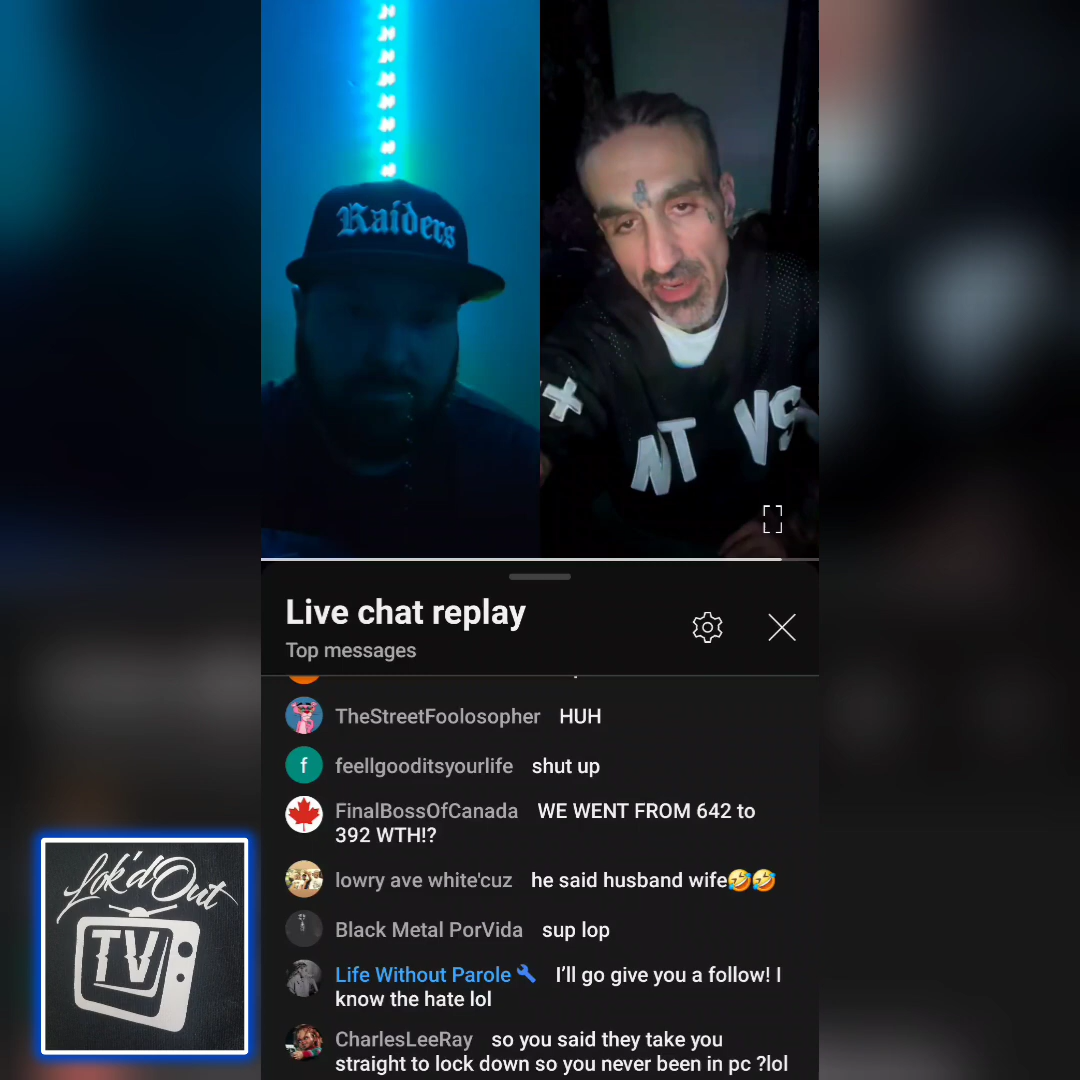 Raiders
NT VS
Live chat replay
Top messages
TheStreetFoolosopher HUH
f feellgooditsyourlife shut up
FinalBossOfCanada WE WENT FROM 642 to
392 WTH!?
lowry ave white'cuz he said husband wife🤣🤣
Black Metal PorVida sup lop
Life Without Parole I'll go give you a follow! I
know the hate lol
CharlesLeeRay so you said they take you
straight to lock down so you never been in pc ?lol
Lok'd Out
TV